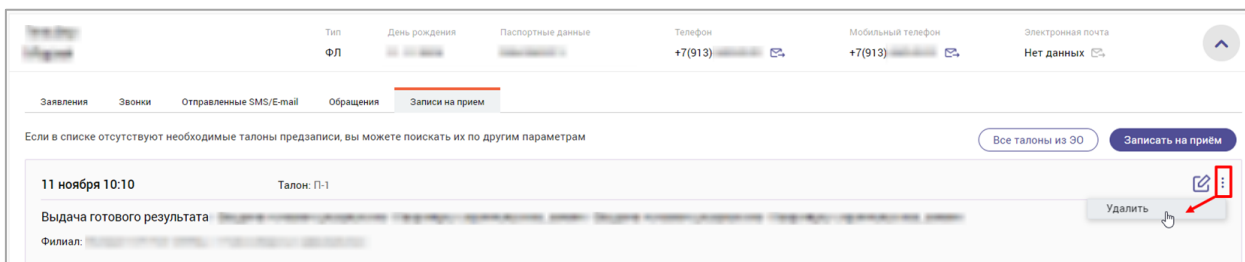 Тип День рождения Паспортные данные Телефон Мобильный телефон Электронная почта
ФЛ +7(913) +7(913) Нет данных
Заявления Звонки Отправленные SMS/E-mail Обращения Записи на прием
Если в списке отсутствуют необходимые талоны предзаписи, вы можете поискать их по другим параметрам
Все талоны из ЭО Записать на приём
11 ноября 10:10 Талон: П-1
Удалить
Выдача готового результата
Филиал: